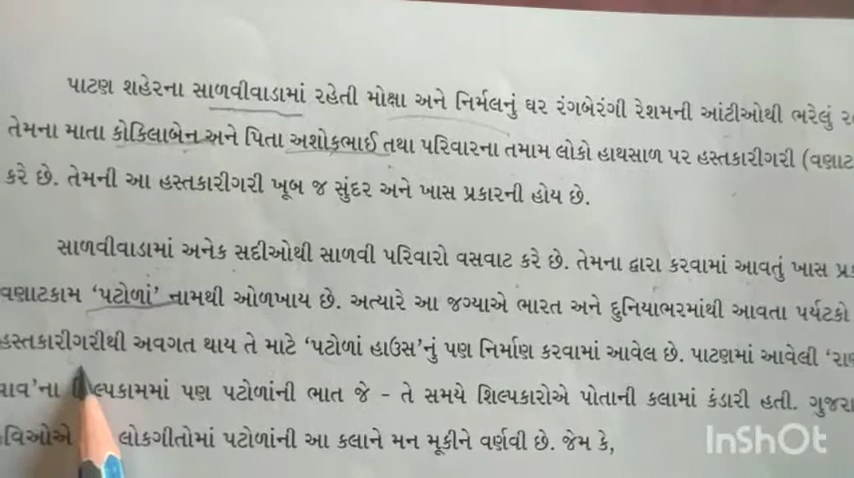 પાટણ શહેરના સાળવીવાડામાં રહેતી મોક્ષા અને નિર્મલનું ઘર રંગબેરંગી રેશમની આંટીઓથી ભરેલું
તેમના માતા કોકિલાબેન અને પિતા અશોકભાઈ તથા પરિવારના તમામ લોકો હાથસાળ પર હસ્તકારીગરી (વણાટ
કરે છે. તેમની આ હસ્તકારીગરી ખૂબ જ સુંદર અને ખાસ પ્રકારની હોય છે.
સાળવીવાડામાં અનેક સદીઓથી સાળવી પરિવારો વસવાટ કરે છે. તેમના દ્વારા કરવામાં આવતું ખાસ
વણાટકામ ‘પટોળાં’ નામથી ઓળખાય છે. અત્યારે આ જગ્યાએ ભારત અને દુનિયાભરમાંથી આવતા પર્યટકો
હસ્તકારીગરીથી અવગત થાય તે માટે ‘પટોળાં હાઉસ’નું પણ નિર્માણ કરવામાં આવેલ છે. પાટણમાં આવેલી
પણ પટોળાંની ભાત જે - તે સમયે શિલ્પકારોએ પોતાની કલામાં કંડારી હતી.
લોકગીતોમાં પટોળાંની આ કલાને મન મૂકીને વર્ણવી છે. જેમ કે,
InShOt